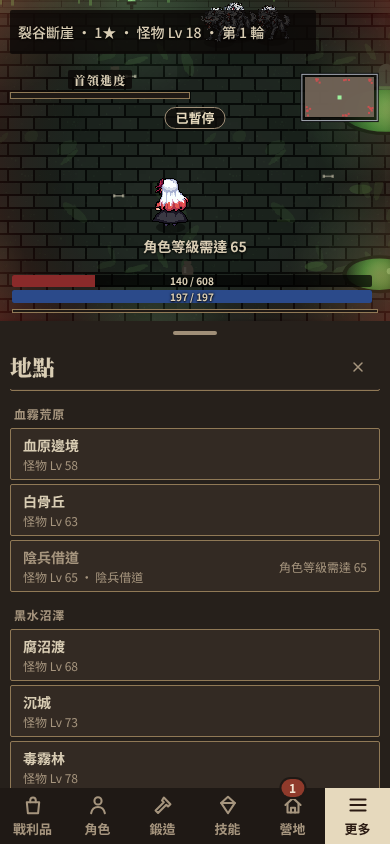 裂谷斷崖 • 1★ • 怪物 Lv 18 • 第 1 輪
首領進度
已暫停
角色等級需達 65
140 / 608
197 / 197
地點
×
血霧荒原
血原邊境
怪物 Lv 58
白骨丘
怪物 Lv 63
陰兵借道
怪物 Lv 65 • 陰兵借道
角色等級需達 65
黑水沼澤
腐沼渡
怪物 Lv 68
沉城
怪物 Lv 73
毒霧林
怪物 Lv 78
1
戰利品
角色
鍛造
技能
營地
更多